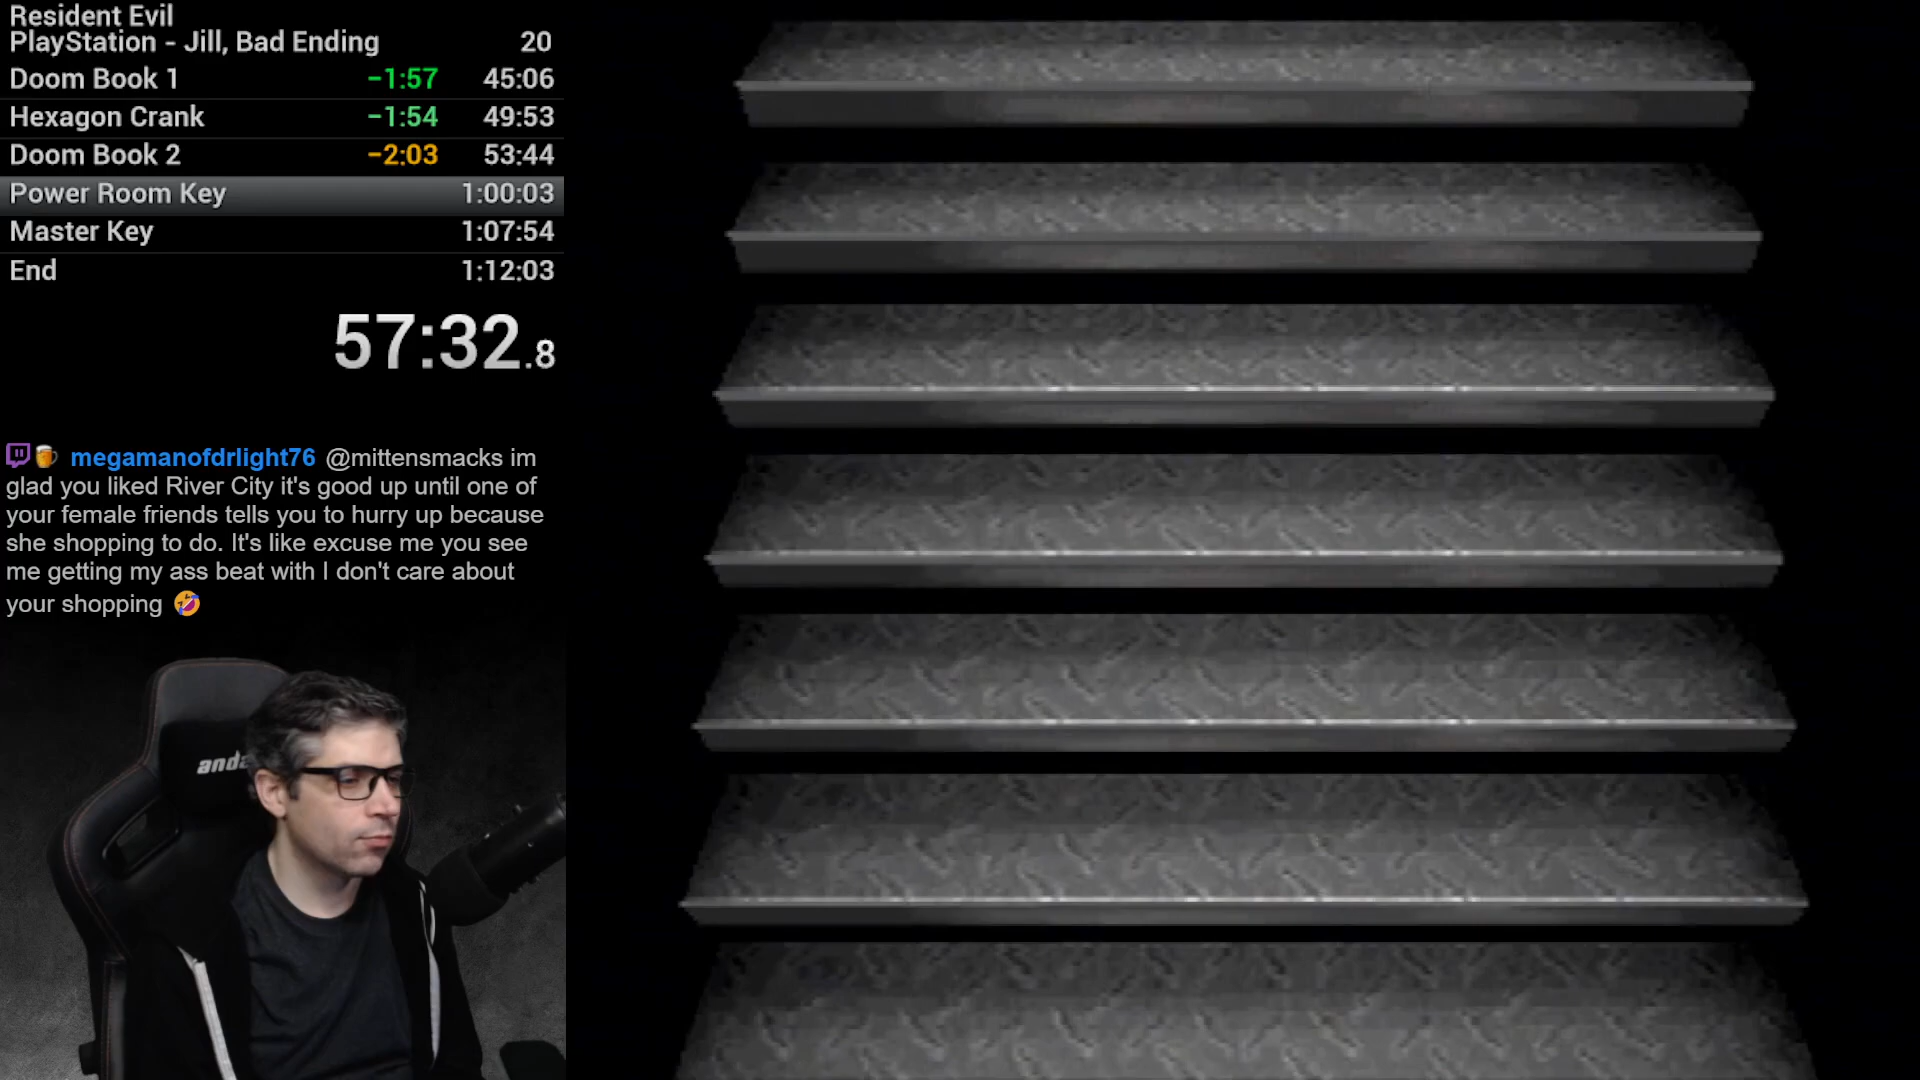 Resident Evil
PlayStation - Jill, Bad Ending 20
Doom Book 1 -1:57 45:06
Hexagon Crank -1:54 49:53
Doom Book 2 -2:03 53:44
Power Room Key 1:00:03
Master Key 1:07:54
End 1:12:03
57:32.8
megamanofdrlight76 @mittensmacks im
glad you liked River City it's good up until one of
your female friends tells you to hurry up because
she shopping to do. It's like excuse me you see
me getting my ass beat with I don't care about
your shopping 🤣
anda